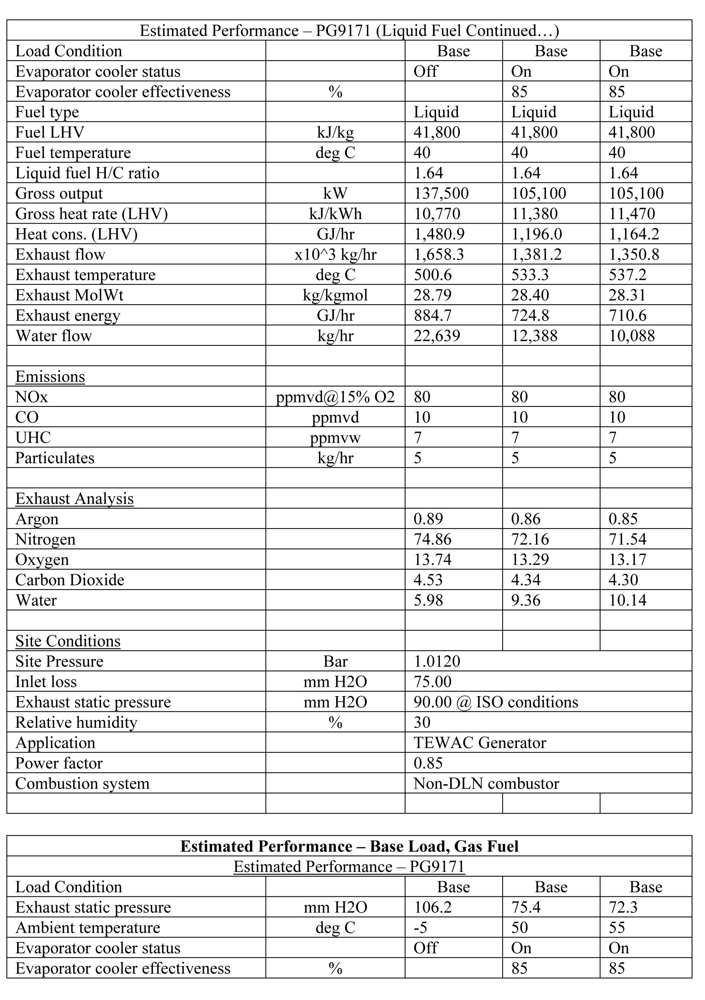 Estimated Performance – PG9171 (Liquid Fuel Continued…)
Load Condition Base Base Base
Evaporator cooler status Off On On
Evaporator cooler effectiveness % 85 85
Fuel type Liquid Liquid Liquid
Fuel LHV kJ/kg 41,800 41,800 41,800
Fuel temperature deg C 40 40 40
Liquid fuel H/C ratio 1.64 1.64 1.64
Gross output kW 137,500 105,100 105,100
Gross heat rate (LHV) kJ/kWh 10,770 11,380 11,470
Heat cons. (LHV) GJ/hr 1,480.9 1,196.0 1,164.2
Exhaust flow x10^3 kg/hr 1,658.3 1,381.2 1,350.8
Exhaust temperature deg C 500.6 533.3 537.2
Exhaust MolWt kg/kgmol 28.79 28.40 28.31
Exhaust energy GJ/hr 884.7 724.8 710.6
Water flow kg/hr 22,639 12,388 10,088
Emissions
NOx ppmvd@15% O2 80 80 80
CO ppmvd 10 10 10
UHC ppmvw 7 7 7
Particulates kg/hr 5 5 5
Exhaust Analysis
Argon 0.89 0.86 0.85
Nitrogen 74.86 72.16 71.54
Oxygen 13.74 13.29 13.17
Carbon Dioxide 4.53 4.34 4.30
Water 5.98 9.36 10.14
Site Conditions
Site Pressure Bar 1.0120
Inlet loss mm H2O 75.00
Exhaust static pressure mm H2O 90.00 @ ISO conditions
Relative humidity % 30
Application TEWAC Generator
Power factor 0.85
Combustion system Non-DLN combustor
Estimated Performance – Base Load, Gas Fuel
Estimated Performance – PG9171
Load Condition Base Base Base
Exhaust static pressure mm H2O 106.2 75.4 72.3
Ambient temperature deg C -5 50 55
Evaporator cooler status Off On On
Evaporator cooler effectiveness % 85 85